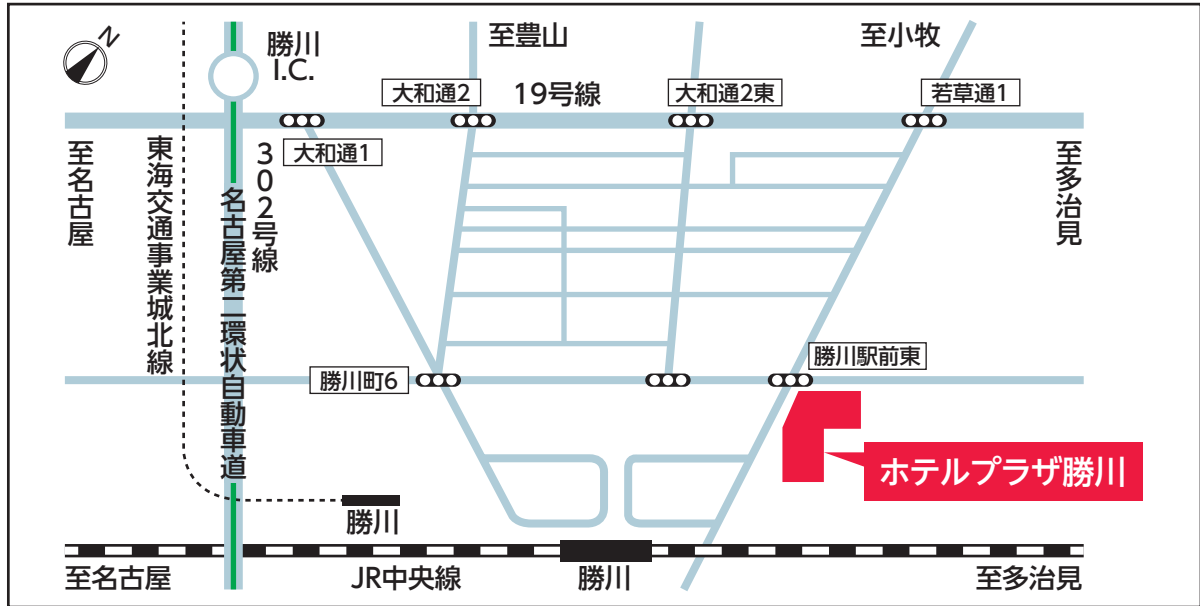 N
勝川
I.C.
至豊山
至小牧
大和通2
19号線
大和通2東
若草通1
大和通1
至名古屋
東海交通事業城北線
名古屋第二環状自動車道
302号線
至多治見
勝川町6
勝川駅前東
ホテルプラザ勝川
勝川
至名古屋
JR中央線
勝川
至多治見